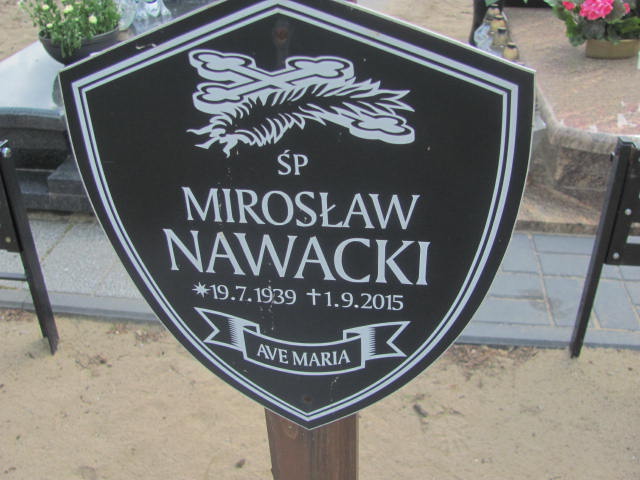 ŚP
MIROSŁAW
NAWACKI
✴19.7.1939 ✝1.9.2015
AVE MARIA